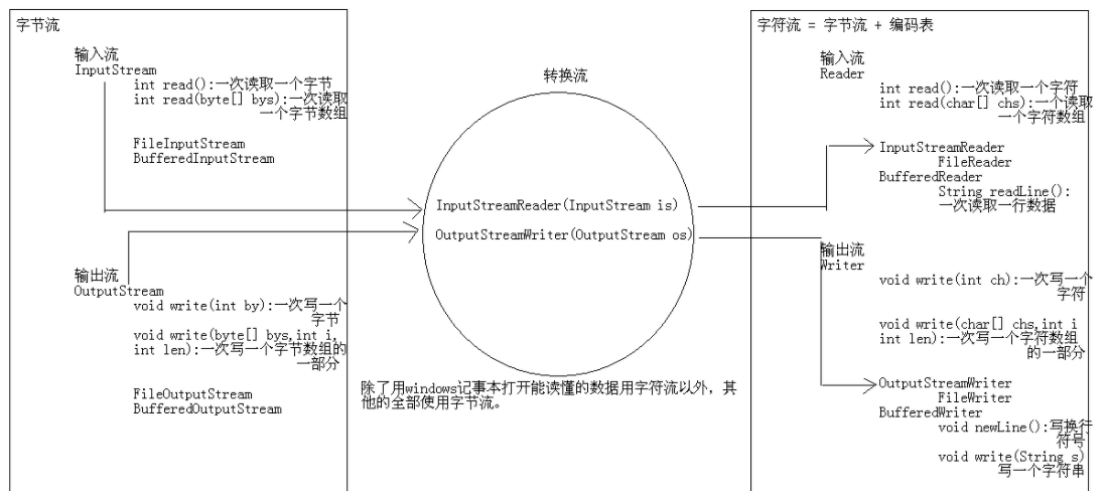 字节流
输入流
InputStream
int read():一次读取一个字节
int read(byte[] bys):一次读取
一个字节数组
FileInputStream
BufferedInputStream
输出流
OutputStream
void write(int by):一次写一个
字节
void write(byte[] bys,int i,
int len):一次写一个字节数组的
一部分
FileOutputStream
BufferedOutputStream
转换流
InputStreamReader(InputStream is)
OutputStreamWriter(OutputStream os)
除了用windows记事本打开能读懂的数据用字符流以外，其
他的全部使用字节流。
字符流 = 字节流 + 编码表
输入流
Reader
int read():一次读取一个字符
int read(char[] chs):一个读取
一个字符数组
InputStreamReader
FileReader
BufferedReader
String readLine():
一次读取一行数据
输出流
Writer
void write(int ch):一次写一个
字符
void write(char[] chs,int i
int len):一次写一个字符数组
的一部分
OutputStreamWriter
FileWriter
BufferedWriter
void newLine():写换行
符号
void write(String s)
写一个字符串